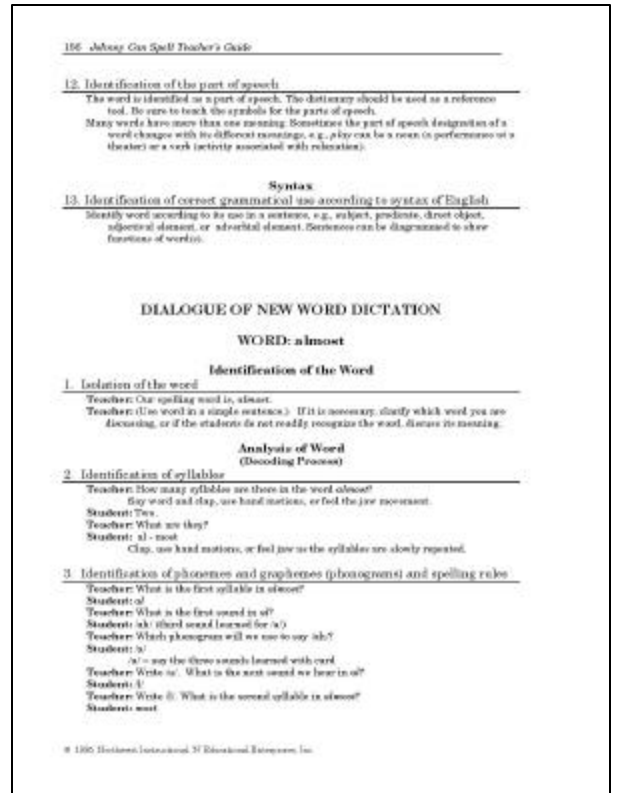 156 Johnny Can Spell Teacher's Guide
12. Identification of the part of speech
The word is identified as a part of speech. The dictionary should be used as a reference
tool. Be sure to teach the symbols for the parts of speech.
Many words have more than one meaning. Sometimes the part of speech designation of a
word changes with its different meanings, e.g., play can be a noun (a performance at a
theater) or a verb (activity associated with relaxation).
Syntax
13. Identification of correct grammatical use according to syntax of English
Identify word according to its use in a sentence, e.g., subject, predicate, direct object,
adjectival element, or adverbial element. Sentences can be diagrammed to show
functions of word(s).
DIALOGUE OF NEW WORD DICTATION
WORD: almost
Identification of the Word
1. Isolation of the word
Teacher: Our spelling word is, almost.
Teacher: (Use word in a simple sentence.) If it is necessary, clarify which word you are
discussing, or if the students do not readily recognize the word, discuss its meaning.
Analysis of Word
(Decoding Process)
2. Identification of syllables
Teacher: How many syllables are there in the word almost?
Say word and clap, use hand motions, or feel the jaw movement.
Student: Two.
Teacher: What are they?
Student: al - most
Clap, use hand motions, or feel jaw as the syllables are slowly repeated.
3. Identification of phonemes and graphemes (phonograms) and spelling rules
Teacher: What is the first syllable in almost?
Student: al
Teacher: What is the first sound in al?
Student: /ah/ (third sound learned for /a/)
Teacher: Which phonogram will we use to say /ah/?
Student: /a/
/a/ – say the three sounds learned with card
Teacher: Write /a/. What is the next sound we hear in al?
Student: /l/
Teacher: Write /l/. What is the second syllable in almost?
Student: most
© 1995 Instructional Educational Enterprises, Inc.